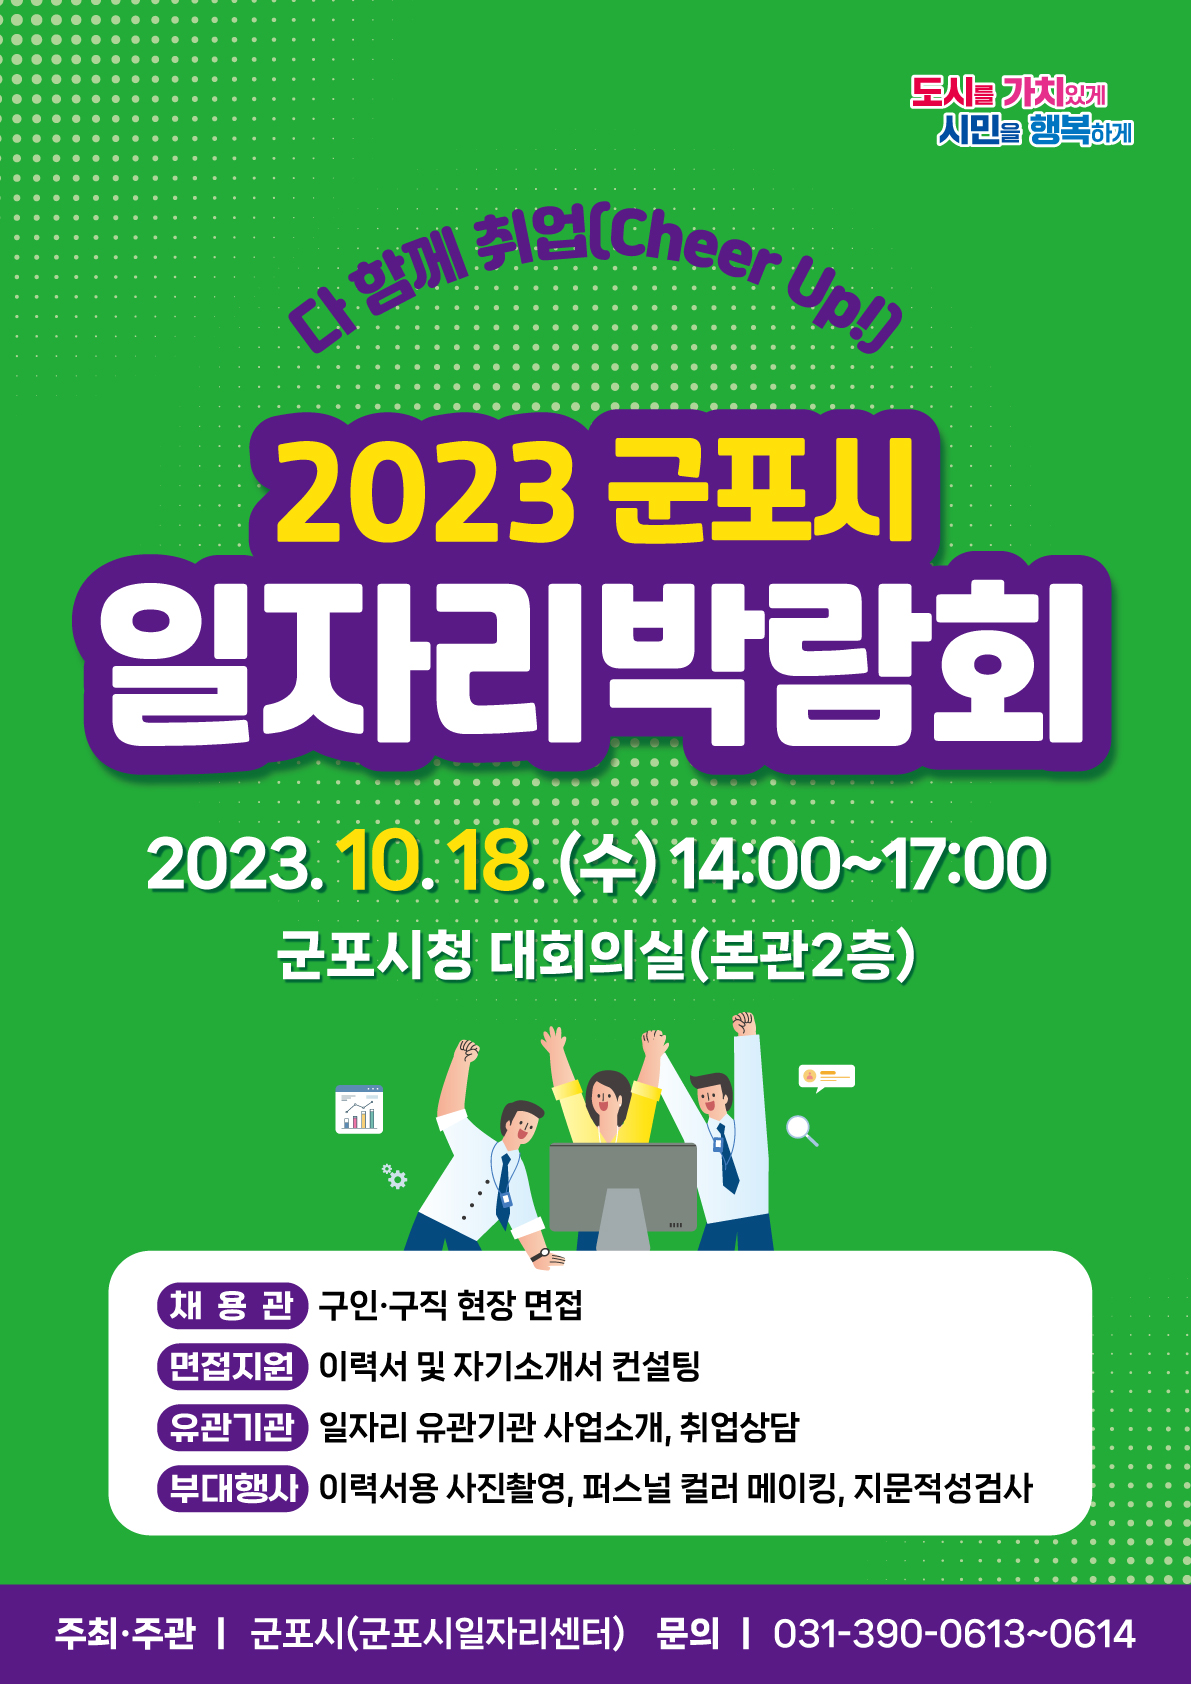 도시를 가치있게
시민을 행복하게
다 함께 취업(Cheer Up!)
2023 군포시
일자리박람회
2023. 10. 18. (수) 14:00~17:00
군포시청 대회의실(본관2층)
채 용 관 구인·구직 현장 면접
면접지원 이력서 및 자기소개서 컨설팅
유관기관 일자리 유관기관 사업소개, 취업상담
부대행사 이력서용 사진촬영, 퍼스널 컬러 메이킹, 지문적성검사
주최·주관 | 군포시(군포시일자리센터) 문의 | 031-390-0613~0614